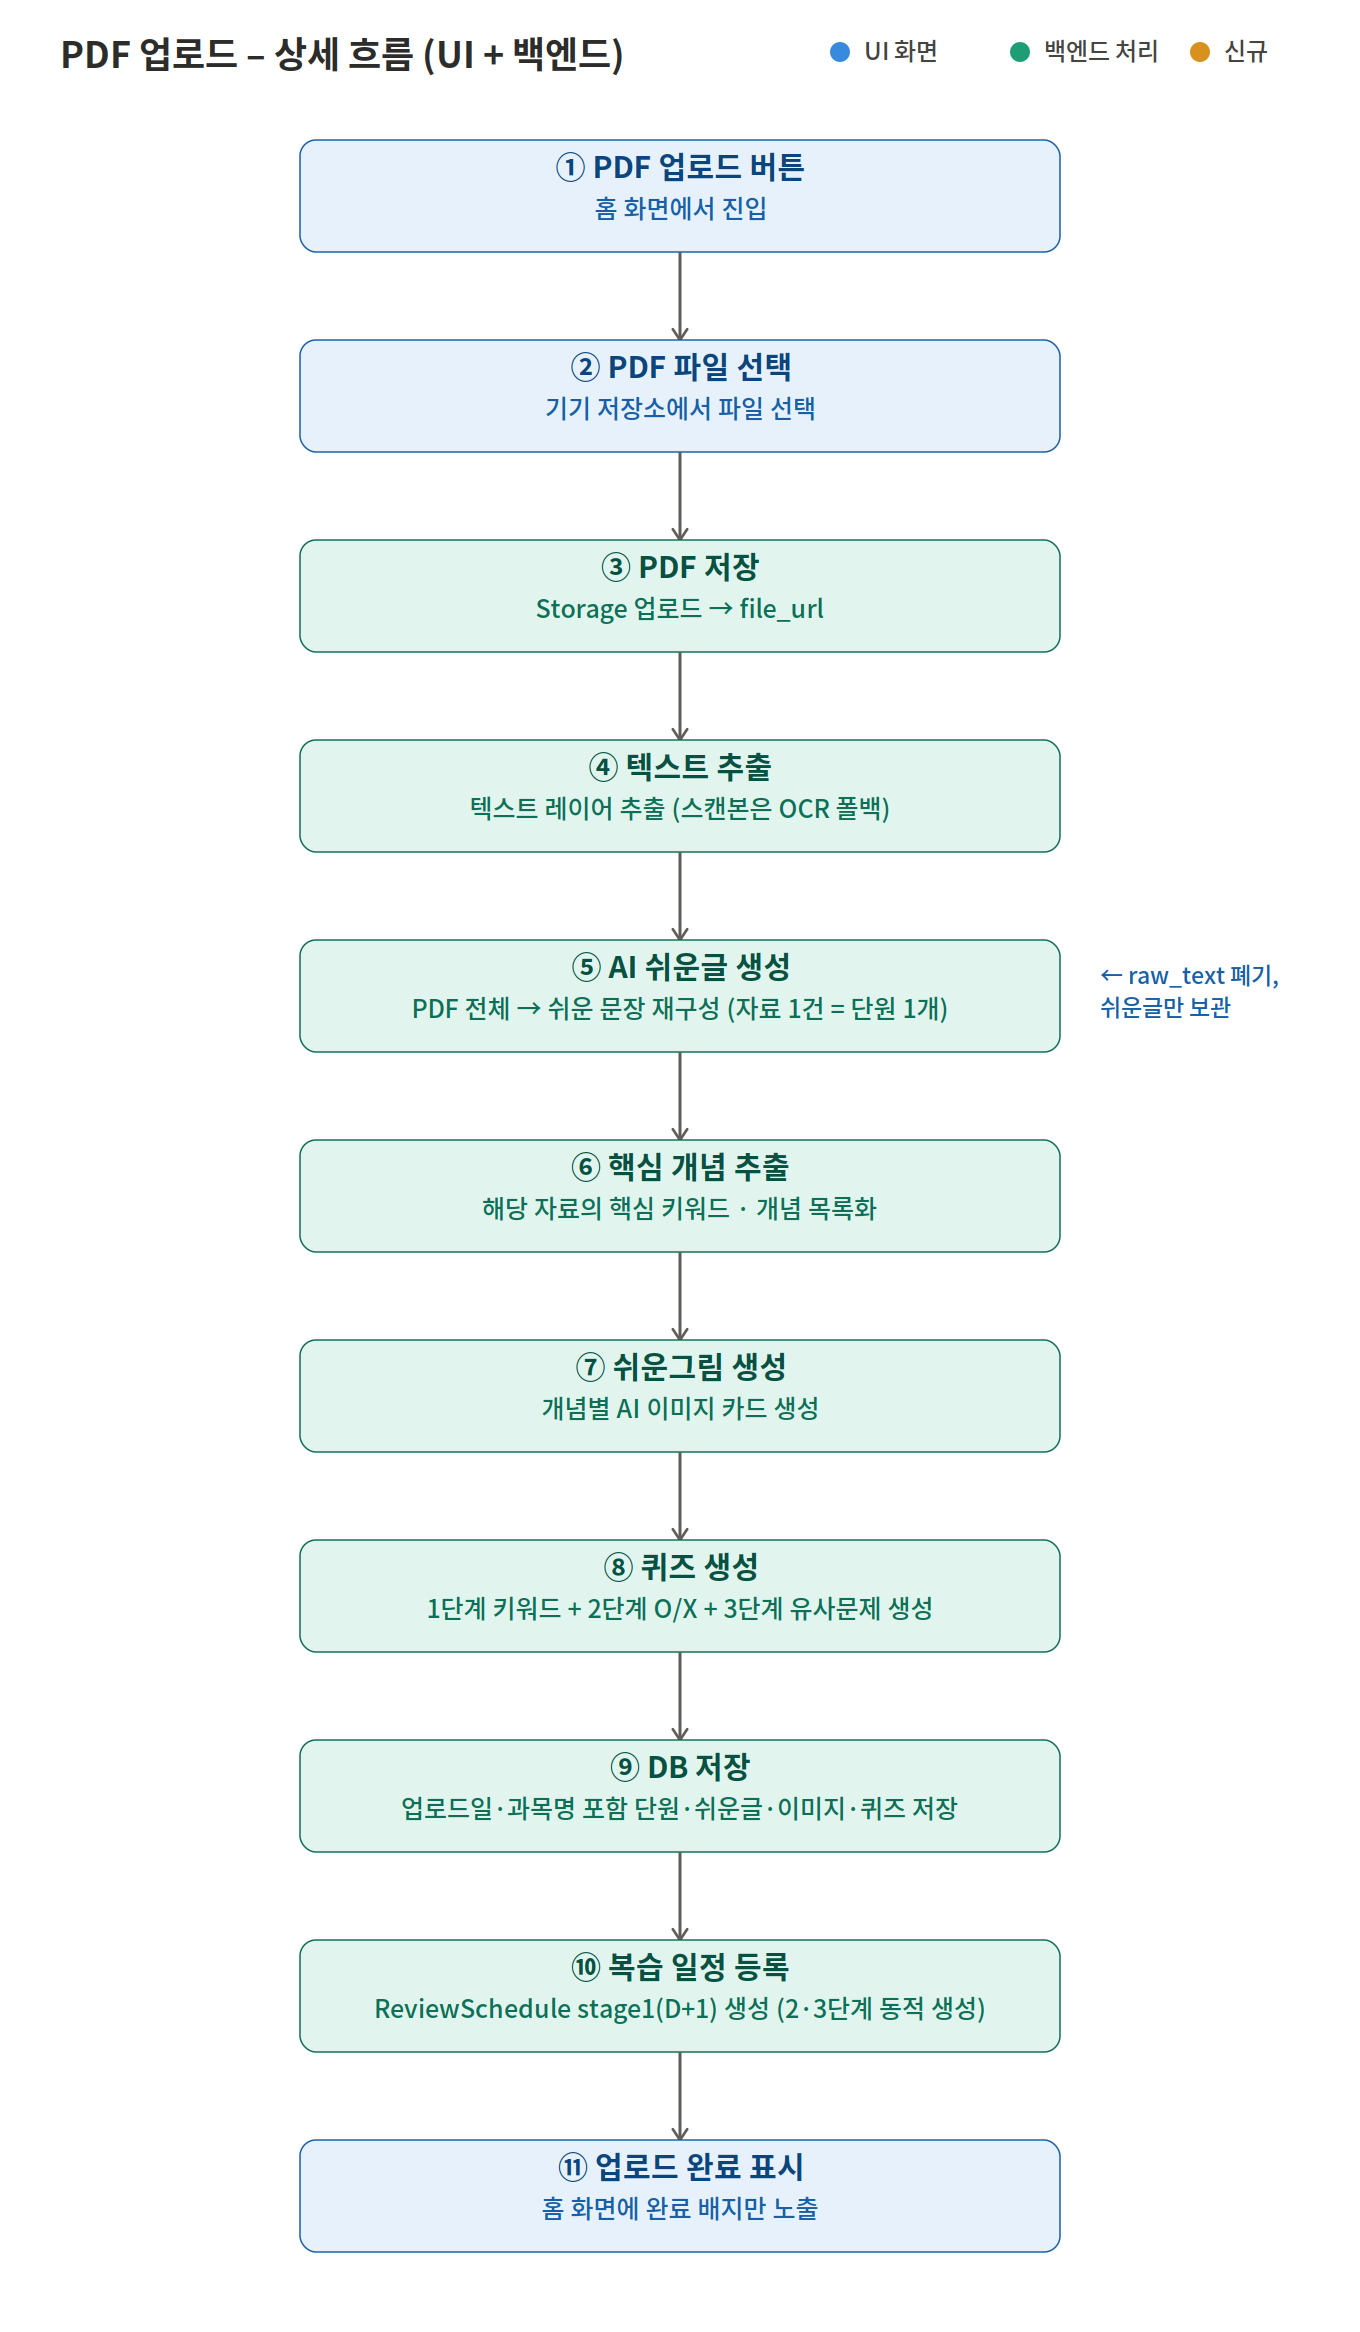 PDF 업로드 – 상세 흐름 (UI + 백엔드)
UI 화면
백엔드 처리
신규
① PDF 업로드 버튼
홈 화면에서 진입
② PDF 파일 선택
기기 저장소에서 파일 선택
③ PDF 저장
Storage 업로드 → file_url
④ 텍스트 추출
텍스트 레이어 추출 (스캔본은 OCR 폴백)
⑤ AI 쉬운글 생성
PDF 전체 → 쉬운 문장 재구성 (자료 1건 = 단원 1개)
← raw_text 폐기,
쉬운글만 보관
⑥ 핵심 개념 추출
해당 자료의 핵심 키워드 · 개념 목록화
⑦ 쉬운그림 생성
개념별 AI 이미지 카드 생성
⑧ 퀴즈 생성
1단계 키워드 + 2단계 O/X + 3단계 유사문제 생성
⑨ DB 저장
업로드일·과목명 포함 단원·쉬운글·이미지·퀴즈 저장
⑩ 복습 일정 등록
ReviewSchedule stage1(D+1) 생성 (2·3단계 동적 생성)
⑪ 업로드 완료 표시
홈 화면에 완료 배지만 노출